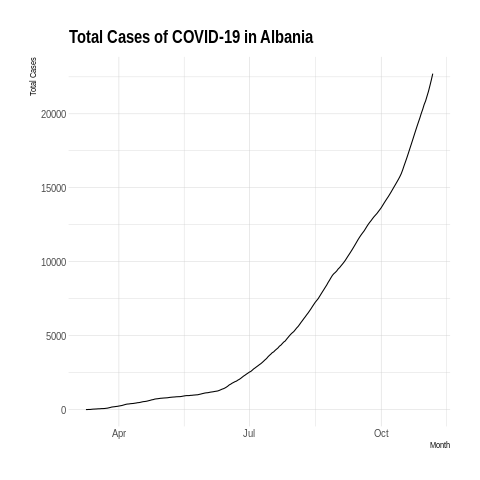 Total Cases of COVID-19 in Albania
Total Cases
20000
15000
10000
5000
0
Apr
Jul
Oct
Month